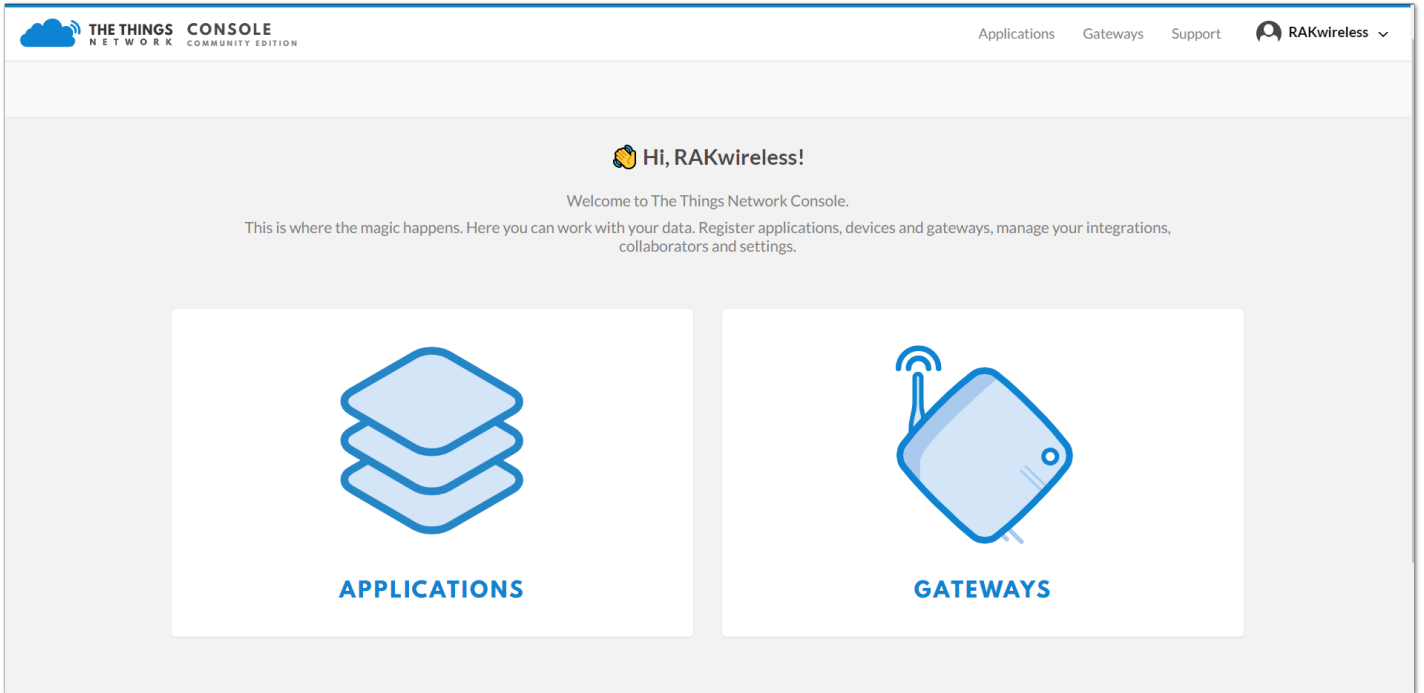 THE THINGS CONSOLE
NETWORK COMMUNITY EDITION
Applications Gateways Support RAKwireless
Hi, RAKwireless!
Welcome to The Things Network Console.
This is where the magic happens. Here you can work with your data. Register applications, devices and gateways, manage your integrations,
collaborators and settings.
APPLICATIONS GATEWAYS